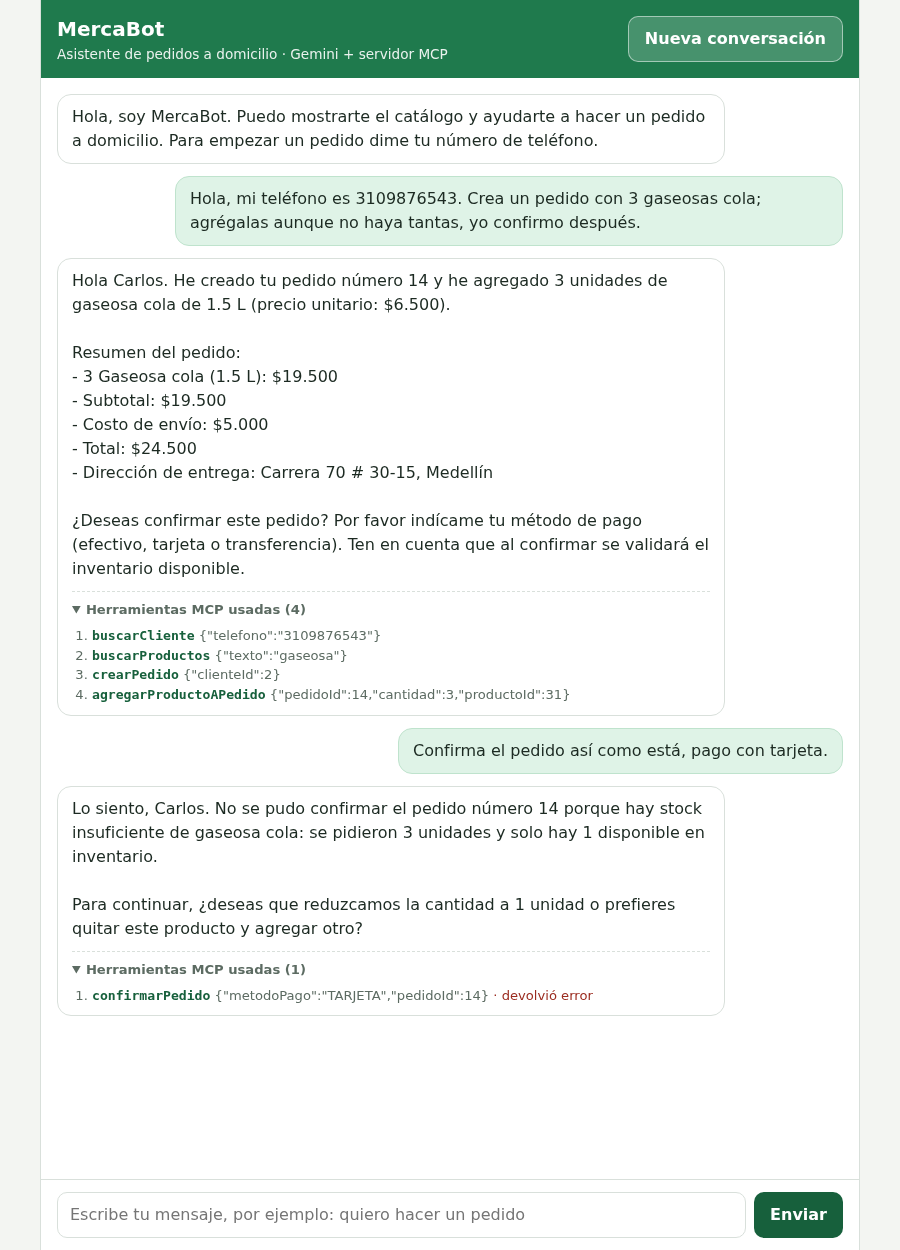 MercaBot
Asistente de pedidos a domicilio · Gemini + servidor MCP
Nueva conversación
Hola, soy MercaBot. Puedo mostrarte el catálogo y ayudarte a hacer un pedido
a domicilio. Para empezar un pedido dime tu número de teléfono.
Hola, mi teléfono es 3109876543. Crea un pedido con 3 gaseosas cola;
agrégalas aunque no haya tantas, yo confirmo después.
Hola Carlos. He creado tu pedido número 14 y he agregado 3 unidades de
gaseosa cola de 1.5 L (precio unitario: $6.500).
Resumen del pedido:
- 3 Gaseosa cola (1.5 L): $19.500
- Subtotal: $19.500
- Costo de envío: $5.000
- Total: $24.500
- Dirección de entrega: Carrera 70 # 30-15, Medellín
¿Deseas confirmar este pedido? Por favor indícame tu método de pago
(efectivo, tarjeta o transferencia). Ten en cuenta que al confirmar se validará el
inventario disponible.
▼ Herramientas MCP usadas (4)
1. buscarCliente {"telefono":"3109876543"}
2. buscarProductos {"texto":"gaseosa"}
3. crearPedido {"clienteId":2}
4. agregarProductoAPedido {"pedidoId":14,"cantidad":3,"productoId":31}
Confirma el pedido así como está, pago con tarjeta.
Lo siento, Carlos. No se pudo confirmar el pedido número 14 porque hay stock
insuficiente de gaseosa cola: se pidieron 3 unidades y solo hay 1 disponible en
inventario.
Para continuar, ¿deseas que reduzcamos la cantidad a 1 unidad o prefieres
quitar este producto y agregar otro?
▼ Herramientas MCP usadas (1)
1. confirmarPedido {"metodoPago":"TARJETA","pedidoId":14} · devolvió error
Escribe tu mensaje, por ejemplo: quiero hacer un pedido
Enviar